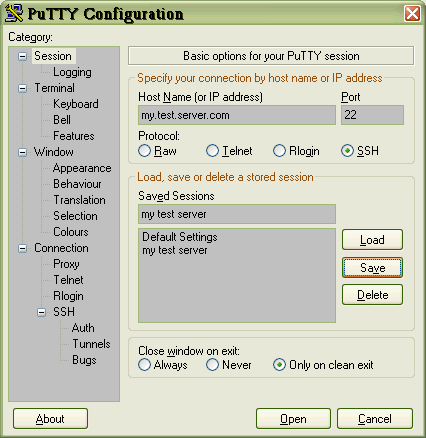 PuTTY Configuration
Category:
Session
Logging
Terminal
Keyboard
Bell
Features
Window
Appearance
Behaviour
Translation
Selection
Colours
Connection
Proxy
Telnet
Rlogin
SSH
Auth
Tunnels
Bugs
Basic options for your PuTTY session
Specify your connection by host name or IP address
Host Name (or IP address) Port
my.test.server.com 22
Protocol:
Raw Telnet Rlogin SSH
Load, save or delete a stored session
Saved Sessions
my test server
Default Settings
my test server
Load
Save
Delete
Close window on exit:
Always Never Only on clean exit
About Open Cancel